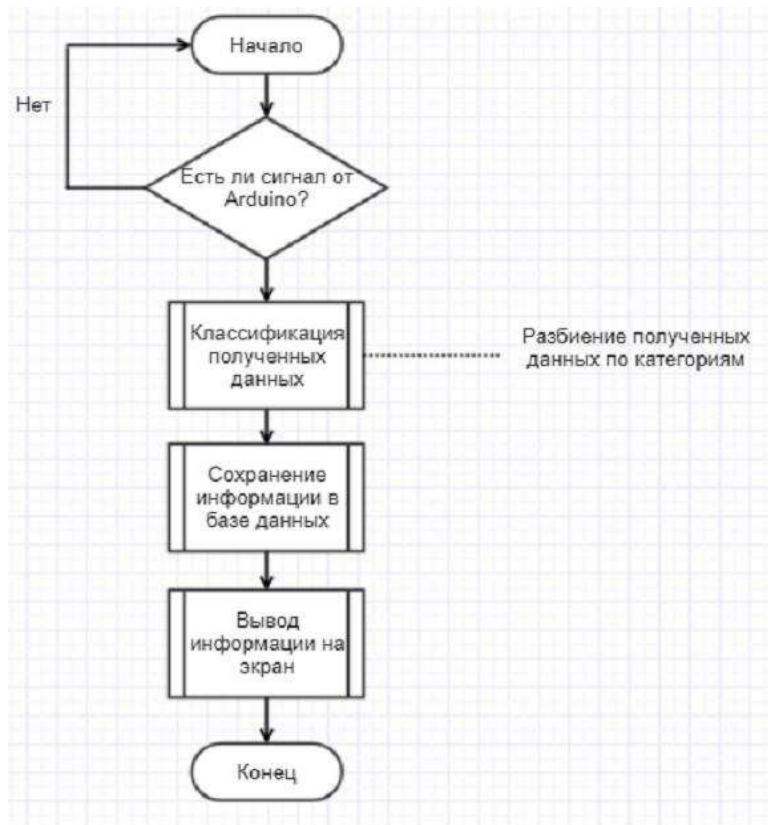 Начало
Нет
Есть ли сигнал от
Arduino?
Классификация
полученных
данных
Разбиение полученных
данных по категориям
Сохранение
информации в
базе данных
Вывод
информации на
экран
Конец